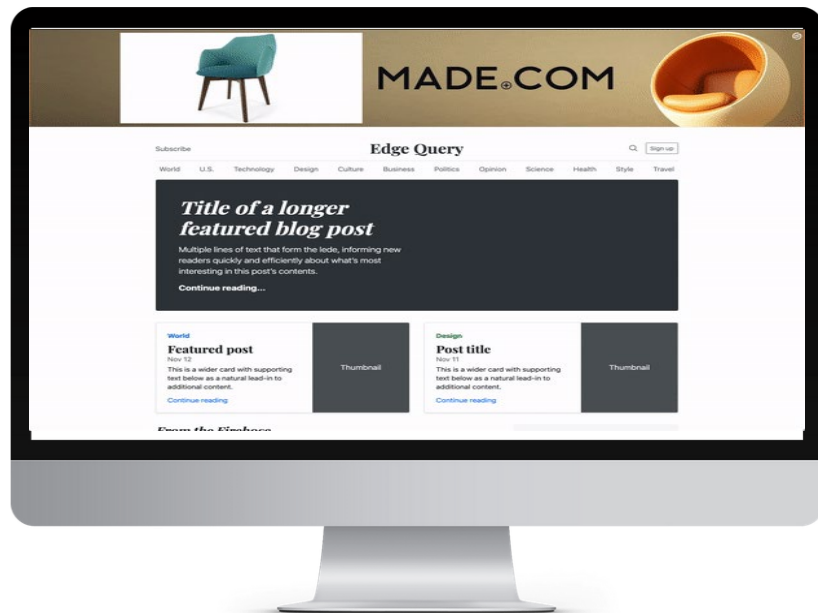 MADE.COM
Subscribe
Edge Query
Sign up
World U.S. Technology Design Culture Business Politics Opinion Science Health Style Travel
Title of a longer
featured blog post
Multiple lines of text that form the lede, informing new
readers quickly and efficiently about what's most
interesting in this post's contents.
Continue reading...
World
Featured post
Nov 12
This is a wider card with supporting
text below as a natural lead-in to
additional content.
Continue reading
Thumbnail
Design
Post title
Nov 11
This is a wider card with supporting
text below as a natural lead-in to
additional content.
Continue reading
Thumbnail
From the Firehose